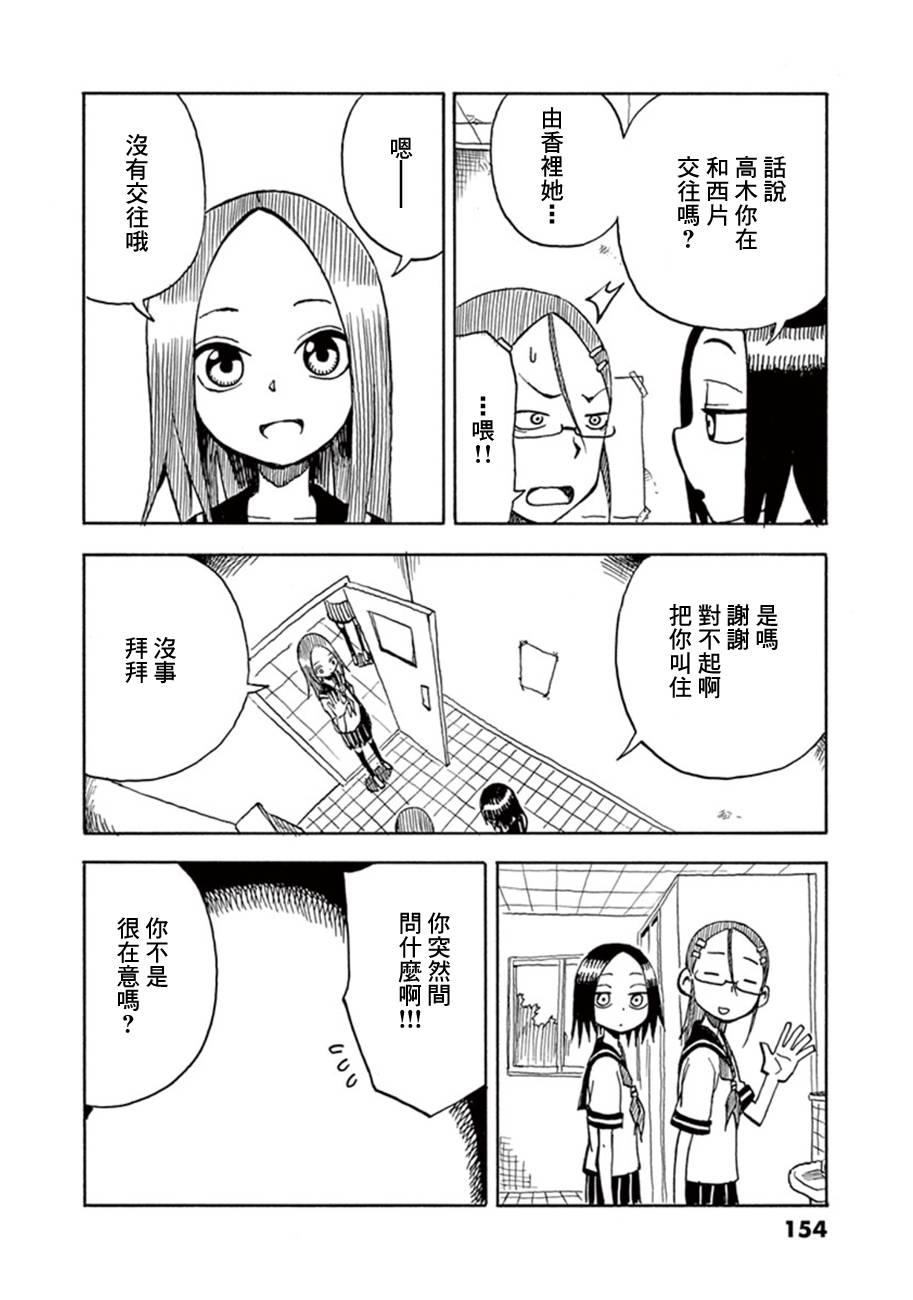 話說
高木你在
和西片
交往嗎?
由香裡她…
…喂!!
嗯——
沒有交往哦
是嗎
謝謝
對不起啊
把你叫住
沒事
拜拜
你突然間
問什麼啊!!!
你不是
很在意嗎?
154